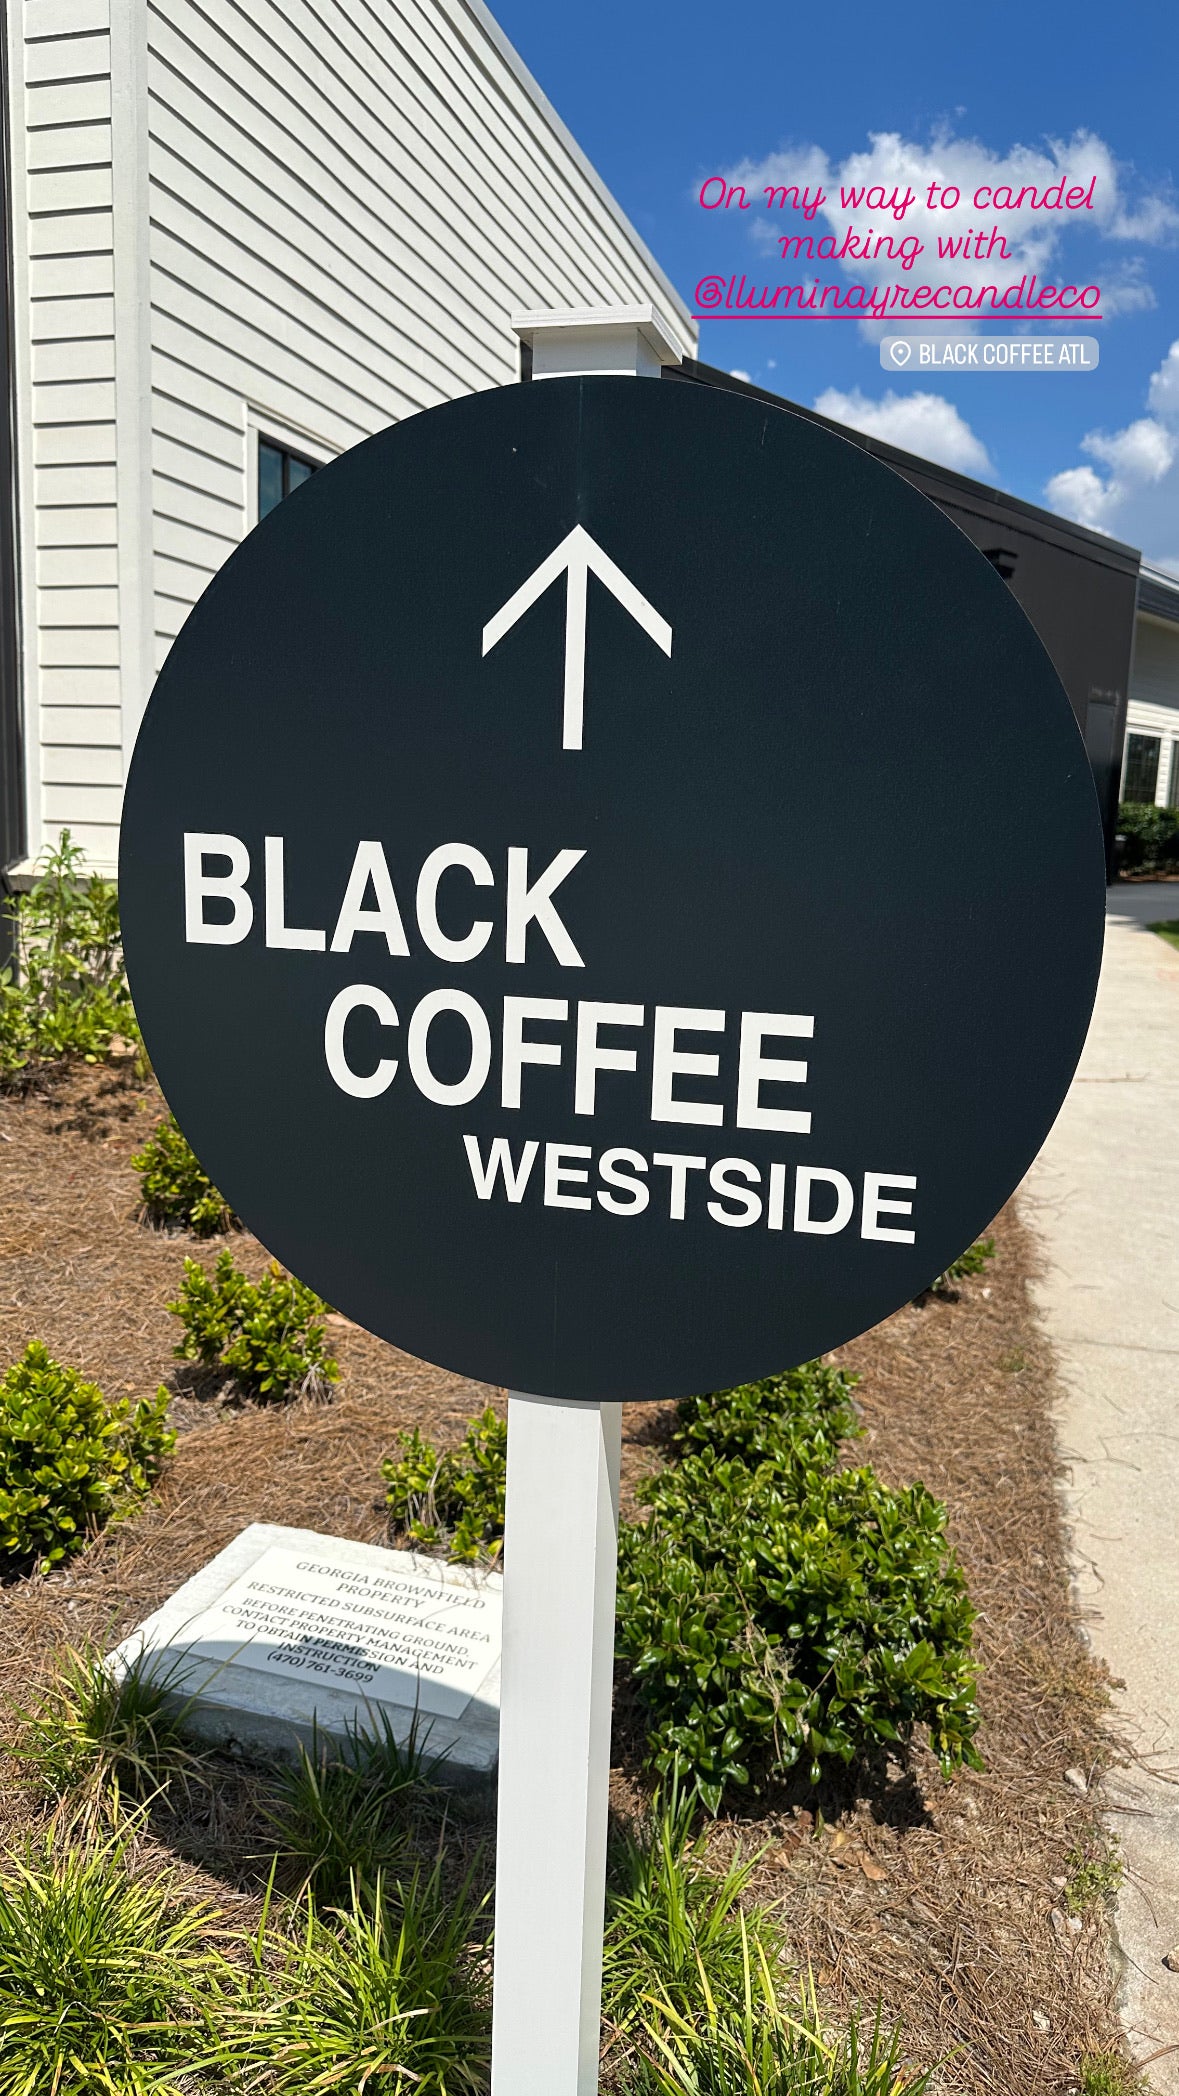 On my way to candel
making with
@lluminayrecandleco
BLACK COFFEE ATL
BLACK
COFFEE
WESTSIDE
GEORGIA BROWNFIELD
PROPERTY
RESTRICTED SUBSURFACE AREA
BEFORE PENETRATING GROUND,
CONTACT PROPERTY MANAGEMENT
TO OBTAIN PERMISSION AND
INSTRUCTION
(470) 761-3699